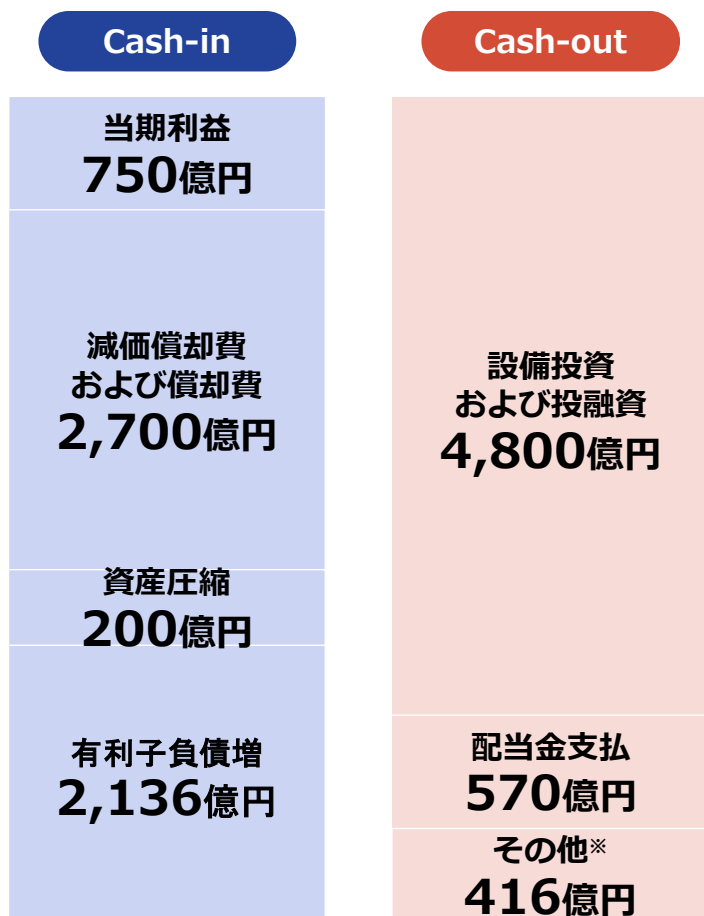 Cash-in
当期利益
750億円
減価償却費
および償却費
2,700億円
資産圧縮
200億円
有利子負債増
2,136億円
Cash-out
設備投資
および投融資
4,800億円
配当金支払
570億円
その他※
416億円